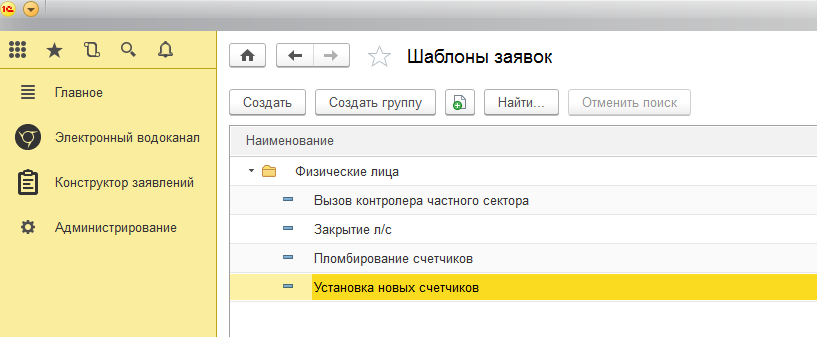 1С
Шаблоны заявок
Главное
Электронный водоканал
Конструктор заявлений
Администрирование
Создать
Создать группу
Найти...
Отменить поиск
Наименование
Физические лица
Вызов контролера частного сектора
Закрытие л/с
Пломбирование счетчиков
Установка новых счетчиков